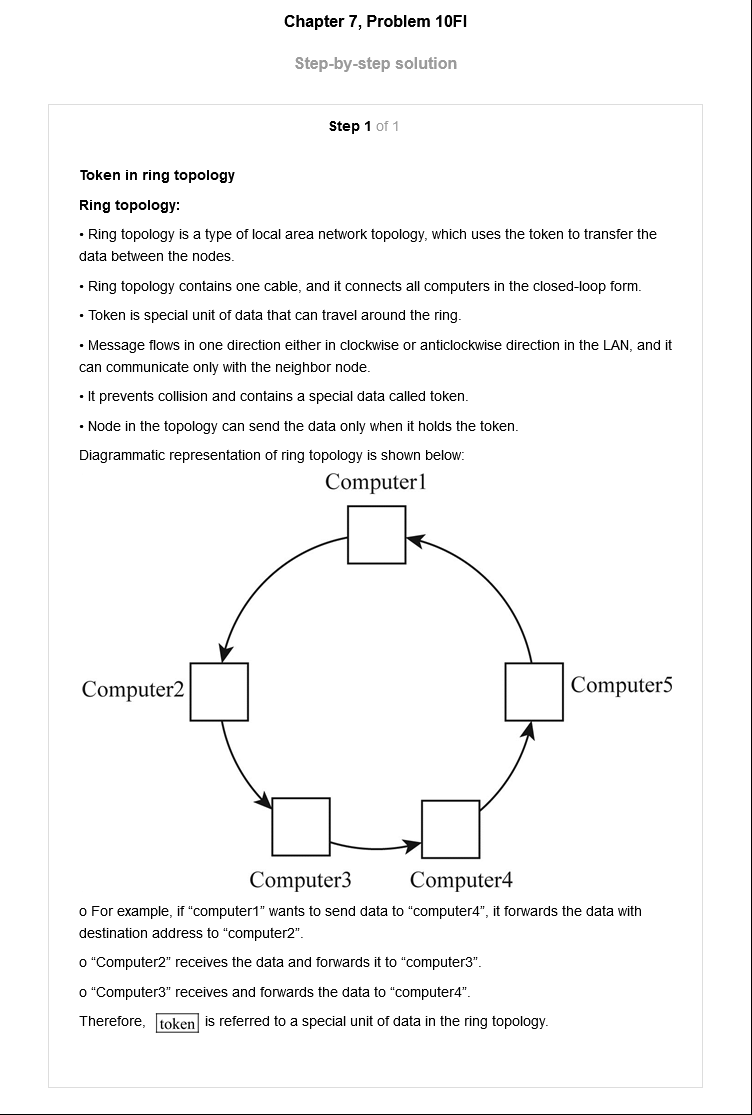 Chapter 7, Problem 10FI
Step-by-step solution
Step 1 of 1
Token in ring topology
Ring topology:
• Ring topology is a type of local area network topology, which uses the token to transfer the
data between the nodes.
• Ring topology contains one cable, and it connects all computers in the closed-loop form.
• Token is special unit of data that can travel around the ring.
• Message flows in one direction either in clockwise or anticlockwise direction in the LAN, and it
can communicate only with the neighbor node.
• It prevents collision and contains a special data called token.
• Node in the topology can send the data only when it holds the token.
Diagrammatic representation of ring topology is shown below:
Computer1
Computer2
Computer5
Computer3
Computer4
o For example, if “computer1” wants to send data to “computer4”, it forwards the data with
destination address to “computer2”.
o “Computer2” receives the data and forwards it to “computer3”.
o “Computer3” receives and forwards the data to “computer4”.
Therefore, token is referred to a special unit of data in the ring topology.